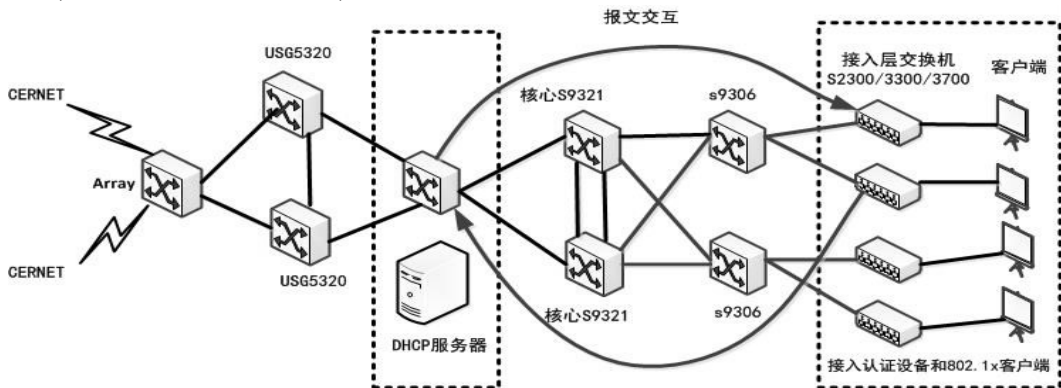 报文交互
USG5320
接入层交换机
S2300/3300/3700
客户端
CERNET
核心S9321
s9306
Array
CERNET
USG5320
核心S9321
s9306
DHCP服务器
接入认证设备和802.1x客户端